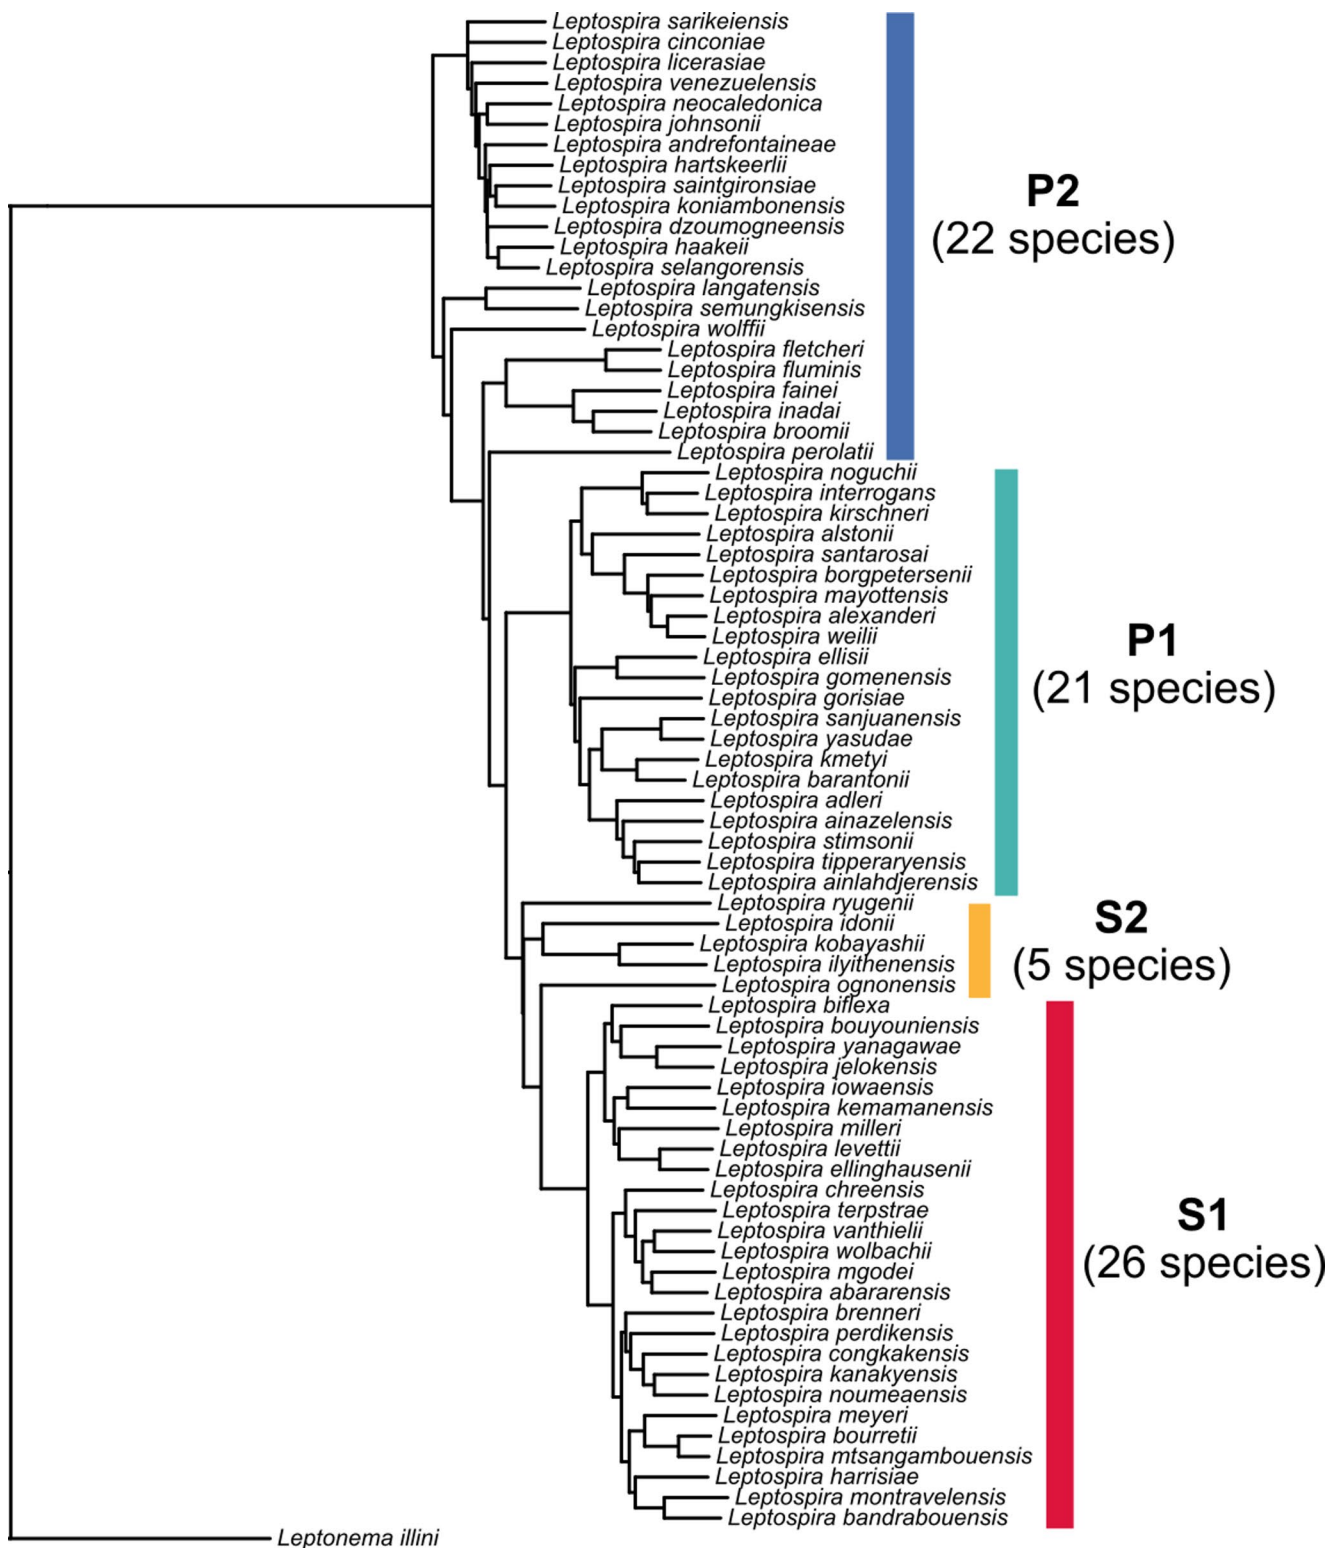 Leptospira sarikeiensis
Leptospira cinconiae
Leptospira licerasiae
Leptospira venezuelensis
Leptospira neocaledonica
Leptospira johnsonii
Leptospira andrefontaineae
Leptospira hartskeerlii
Leptospira saintgironsiae
Leptospira koniambonensis
Leptospira dzoumogneensis
Leptospira haakeii
Leptospira selangorensis
Leptospira langatensis
Leptospira semungkisensis
Leptospira wolffii
Leptospira fletcheri
Leptospira fluminis
Leptospira fainei
Leptospira inadai
Leptospira broomii
Leptospira perolatii
P2
(22 species)
Leptospira noguchii
Leptospira interrogans
Leptospira kirschneri
Leptospira alstonii
Leptospira santarosai
Leptospira borgpetersenii
Leptospira mayottensis
Leptospira alexanderi
Leptospira weilii
Leptospira ellisii
Leptospira gomenensis
Leptospira gorisiae
Leptospira sanjuanensis
Leptospira yasudae
Leptospira kmetyi
Leptospira barantonii
Leptospira adleri
Leptospira ainazelensis
Leptospira stimsonii
Leptospira tipperaryensis
Leptospira ainlahdjerensis
P1
(21 species)
Leptospira ryugenii
Leptospira idonii
Leptospira kobayashii
Leptospira ilyithenensis
Leptospira ognonensis
S2
(5 species)
Leptospira biflexa
Leptospira bouyouniensis
Leptospira yanagawae
Leptospira jelokensis
Leptospira iowaensis
Leptospira kemamanensis
Leptospira milleri
Leptospira levettii
Leptospira ellinghausenii
Leptospira chreensis
Leptospira terpstrae
Leptospira vanthielii
Leptospira wolbachii
Leptospira mgodei
Leptospira abararensis
Leptospira brenneri
Leptospira perdikensis
Leptospira congkakensis
Leptospira kanakyensis
Leptospira noumeaensis
Leptospira meyeri
Leptospira bourretii
Leptospira mtsangambouensis
Leptospira harrisiae
Leptospira montravelensis
Leptospira bandrabouensis
S1
(26 species)
Leptonema illini